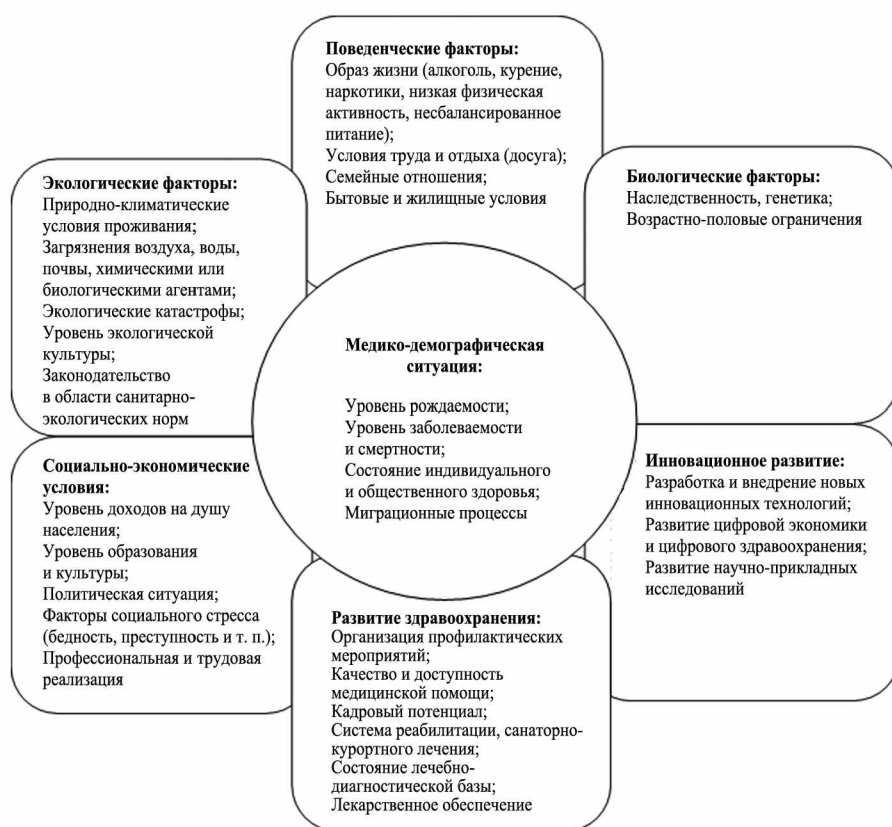 Поведенческие факторы:
Образ жизни (алкоголь, курение,
наркотики, низкая физическая
активность, несбалансированное
питание);
Условия труда и отдыха (досуга);
Семейные отношения;
Бытовые и жилищные условия
Экологические факторы:
Природно-климатические
условия проживания;
Загрязнения воздуха, воды,
почвы, химическими или
биологическими агентами;
Экологические катастрофы;
Уровень экологической
культуры;
Законодательство
в области санитарно-
экологических норм
Биологические факторы:
Наследственность, генетика;
Возрастно-половые ограничения
Медико-демографическая
ситуация:
Уровень рождаемости;
Уровень заболеваемости
и смертности;
Состояние индивидуального
и общественного здоровья;
Миграционные процессы
Социально-экономические
условия:
Уровень доходов на душу
населения;
Уровень образования
и культуры;
Политическая ситуация;
Факторы социального стресса
(бедность, преступность и т. п.);
Профессиональная и трудовая
реализация
Инновационное развитие:
Разработка и внедрение новых
инновационных технологий;
Развитие цифровой экономики
и цифрового здравоохранения;
Развитие научно-прикладных
исследований
Развитие здравоохранения:
Организация профилактических
мероприятий;
Качество и доступность
медицинской помощи;
Кадровый потенциал;
Система реабилитации, санаторно-
курортного лечения;
Состояние лечебно-
диагностической базы;
Лекарственное обеспечение